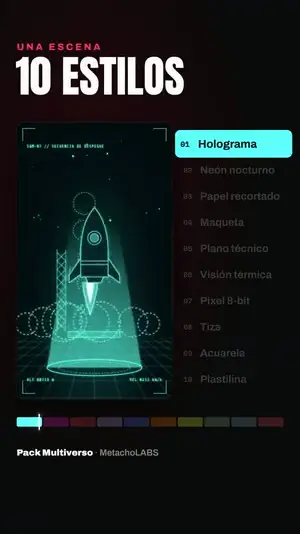 UNA ESCENA
10 ESTILOS
01 Holograma
02 Neón nocturno
03 Papel recortado
04 Maqueta
05 Plano técnico
06 Visión térmica
07 Pixel 8-bit
08 Tiza
09 Acuarela
10 Plastilina
Pack Multiverso · MetachoLABS